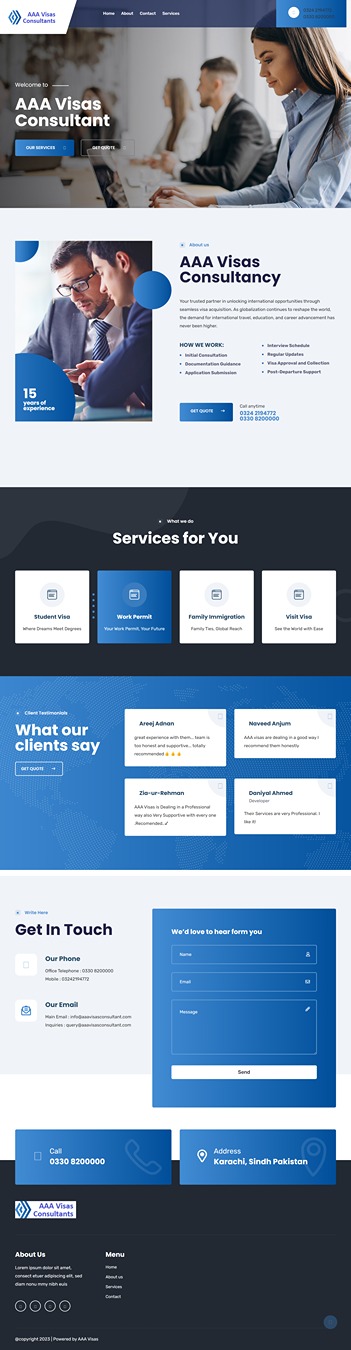 AAA Visas
Consultants
Home About Contact Services
Welcome to
AAA Visas
Consultant
OUR SERVICES
GET QUOTE
About us
AAA Visas
Consultancy
Your trusted partner in unlocking international opportunities through
seamless visa acquisition. As globalization continues to reshape the world,
the demand for international travel, education, and career advancement has
never been higher.
HOW WE WORK:
Initial Consultation
Documentation Guidance
Application Submission
Interview Schedule
Regular Updates
Visa Approval and Collection
Post-Departure Support
15
years of
experience
GET QUOTE →
Call anytime
0324 2194772
0330 8200000
What we do
Services for You
Student Visa
Where Dreams Meet Degrees
Work Permit
Your Work Permit, Your Future
Family Immigration
Family Ties, Global Reach
Visit Visa
See the World with Ease
Client Testimonials
What our
clients say
GET QUOTE →
Areej Adnan
great experience with them... team is
too honest and supportive... totally
recommended 👍 👍 👍
Naveed Anjum
AAA visas are dealing in a good way I
recommend them honestly
Zia-ur-Rehman
AAA Visas is Dealing in a Professional
way also Very Supportive with every one
.Recomended..✓
Daniyal Ahmed
Developer
Their Services are very Professional. I
like it!
Write Here
Get In Touch
Our Phone
Office Telephone : 0330 8200000
Mobile : 03242194772
Our Email
Main Email : info@aaavisasconsultant.com
Inquiries : query@aaavisasconsultant.com
We'd love to hear form you
Name
Email
Message
Send
Call
0330 8200000
Address
Karachi, Sindh Pakistan
AAA Visas
Consultants
About Us
Lorem ipsum dolor sit amet,
consect etuer adipiscing elit, sed
diam nonu mmy nibh euis
Menu
Home
About us
Services
Contact
@copyright 2023 | Powered by AAA Visas